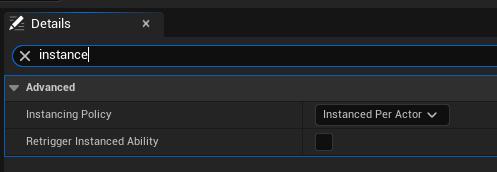 Details
instance
Advanced
Instancing Policy Instanced Per Actor
Retrigger Instanced Ability